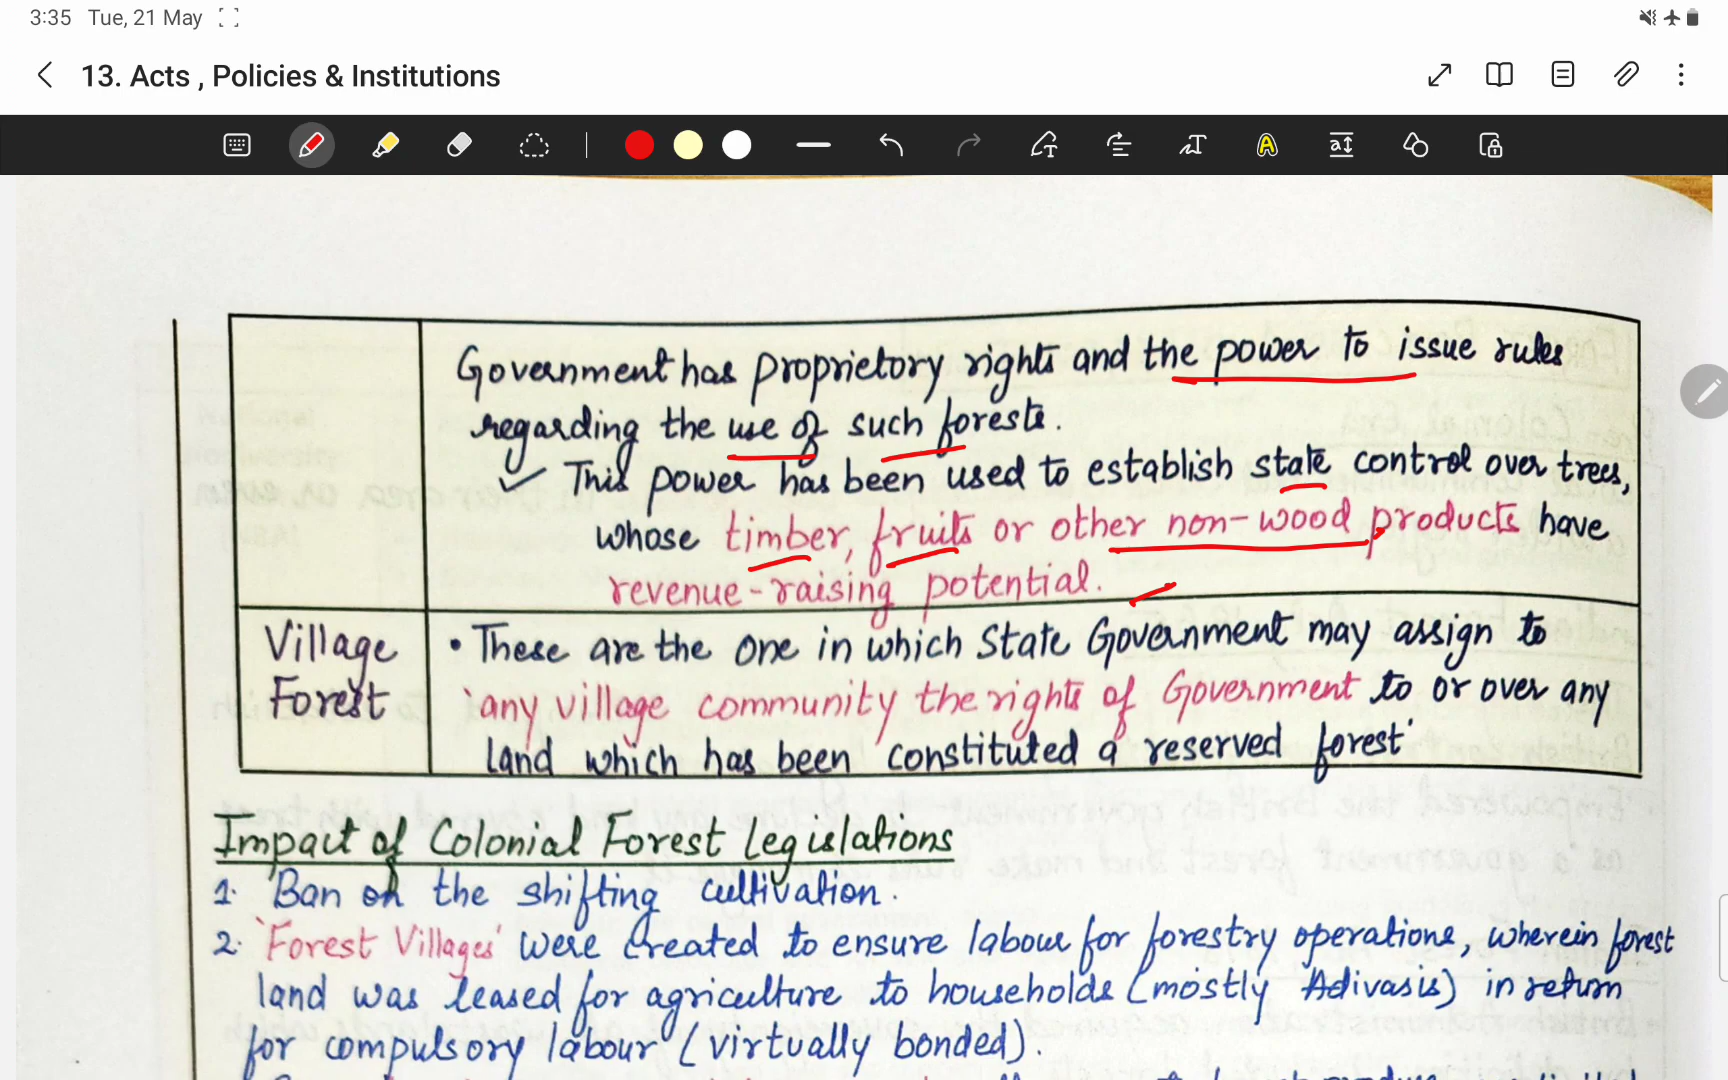 3:35 Tue, 21 May
13. Acts , Policies & Institutions
Government has proprietory rights and the power to issue rules
regarding the use of such forests.
✓ This power has been used to establish state control over trees,
whose timber, fruits or other non-wood products have
revenue-raising potential.
Village
Forest
• These are the one in which State Government may assign to
'any village community the rights of Government to or over any
land which has been constituted a reserved forest'
Impact of Colonial Forest Legislations
1. Ban on the shifting cultivation.
2. 'Forest Villages' were created to ensure labour for forestry operations, wherein forest
land was leased for agriculture to households (mostly Adivasis) in return
for compulsory labour (virtually bonded).